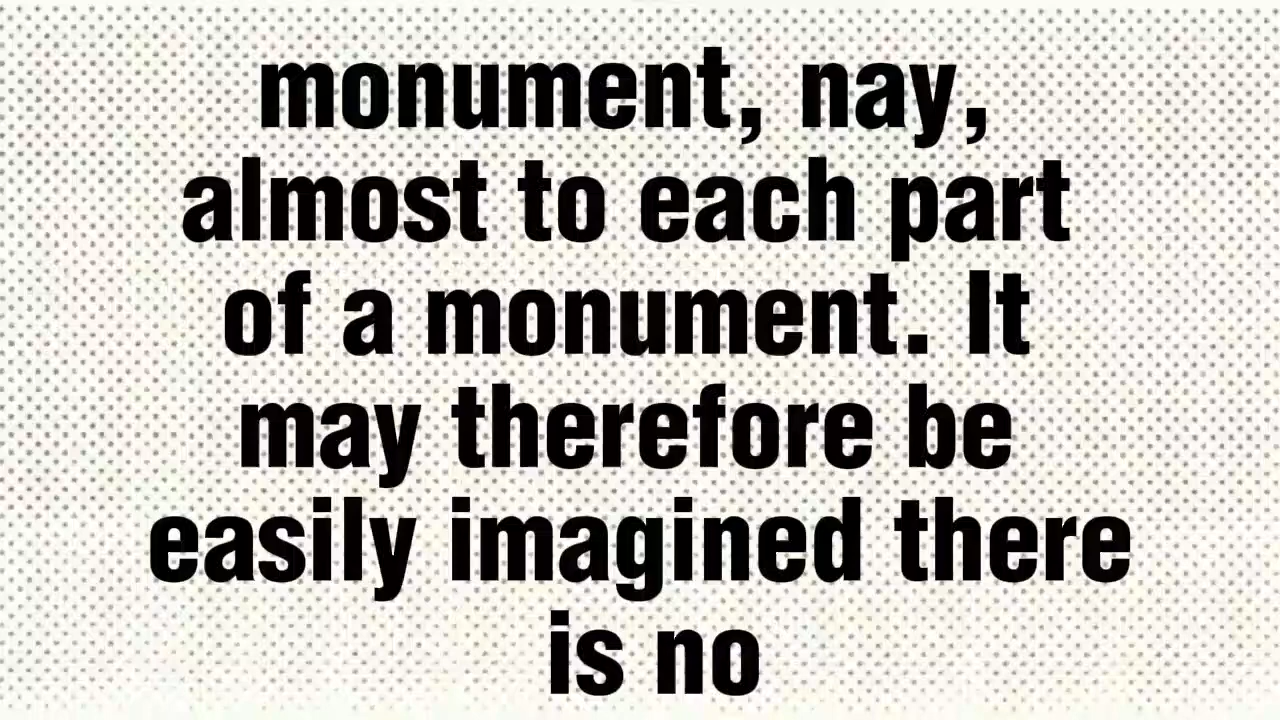 monument, nay,
almost to each part
of a monument. It
may therefore be
easily imagined there
is no